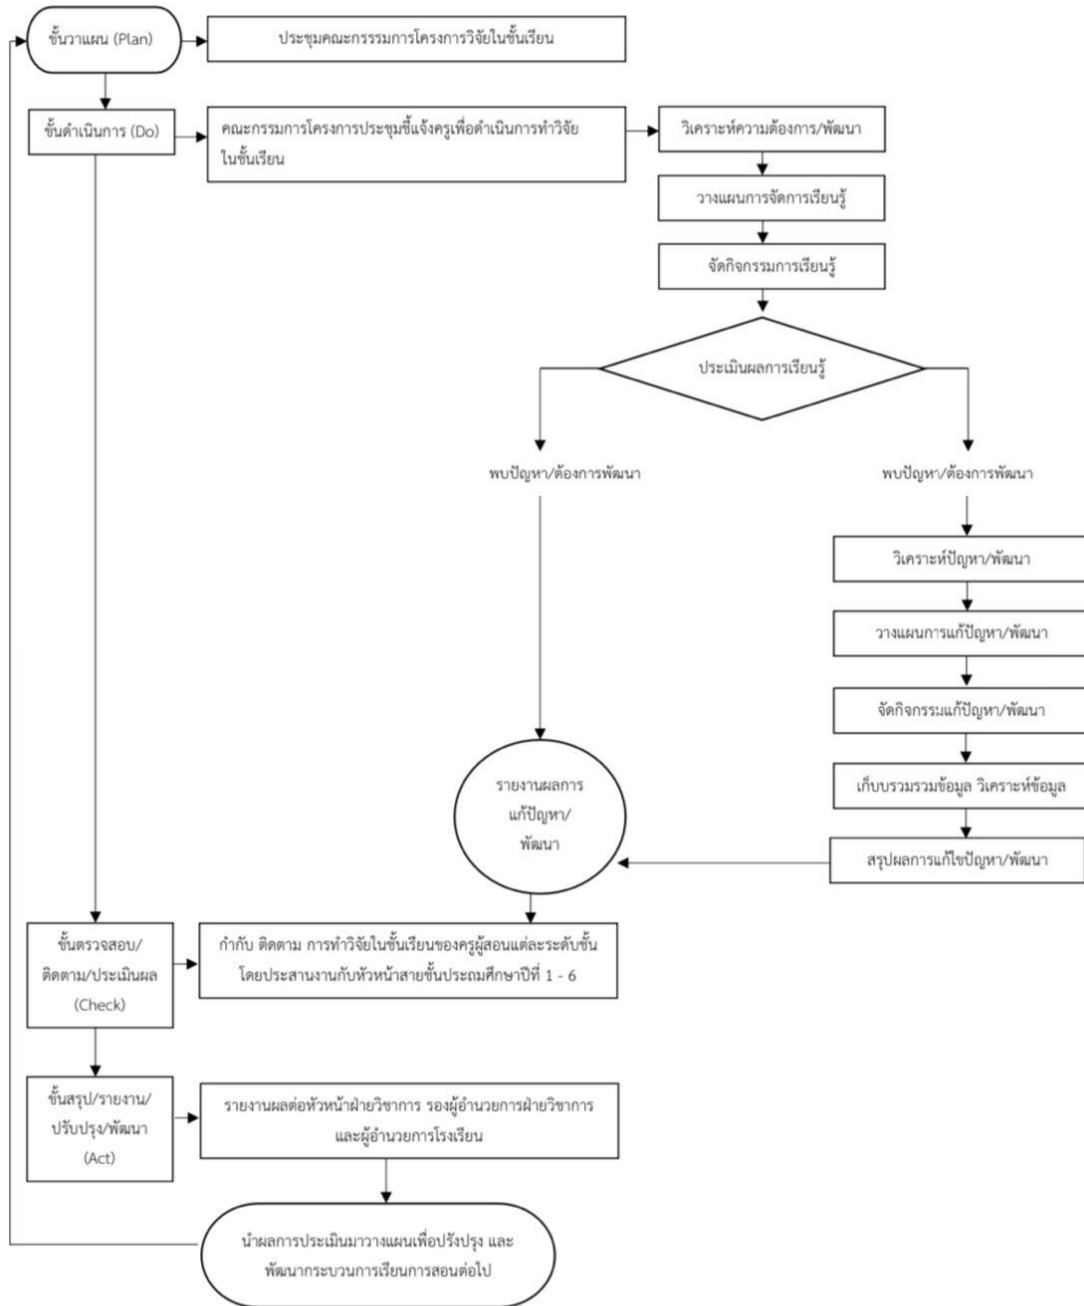 ขั้นวาแผน (Plan)
ประชุมคณะกรรรมการโครงการวิจัยในชั้นเรียน
ขั้นดำเนินการ (Do)
คณะกรรมการโครงการประชุมชี้แจ้งครูเพื่อดำเนินการทำวิจัย
ในชั้นเรียน
วิเคราะห์ความต้องการ/พัฒนา
วางแผนการจัดการเรียนรู้
จัดกิจกรรมการเรียนรู้
ประเมินผลการเรียนรู้
พบปัญหา/ต้องการพัฒนา
พบปัญหา/ต้องการพัฒนา
วิเคราะห์ปัญหา/พัฒนา
วางแผนการแก้ปัญหา/พัฒนา
จัดกิจกรรมแก้ปัญหา/พัฒนา
เก็บบรวมรวมข้อมูล วิเคราะห์ข้อมูล
สรุปผลการแก้ไขปัญหา/พัฒนา
รายงานผลการ
แก้ปัญหา/
พัฒนา
ขั้นตรวจสอบ/
ติดตาม/ประเมินผล
(Check)
กำกับ ติดตาม การทำวิจัยในชั้นเรียนของครูผู้สอนแต่ละระดับชั้น
โดยประสานงานกับหัวหน้าสายชั้นประถมศึกษาปีที่ 1 - 6
ขั้นสรุป/รายงาน/
ปรับปรุง/พัฒนา
(Act)
รายงานผลต่อหัวหน้าฝ่ายวิชาการ รองผู้อำนวยการฝ่ายวิชาการ
และผู้อำนวยการโรงเรียน
นำผลการประเมินมาวางแผนเพื่อปรังปรุง และ
พัฒนากระบวนการเรียนการสอนต่อไป